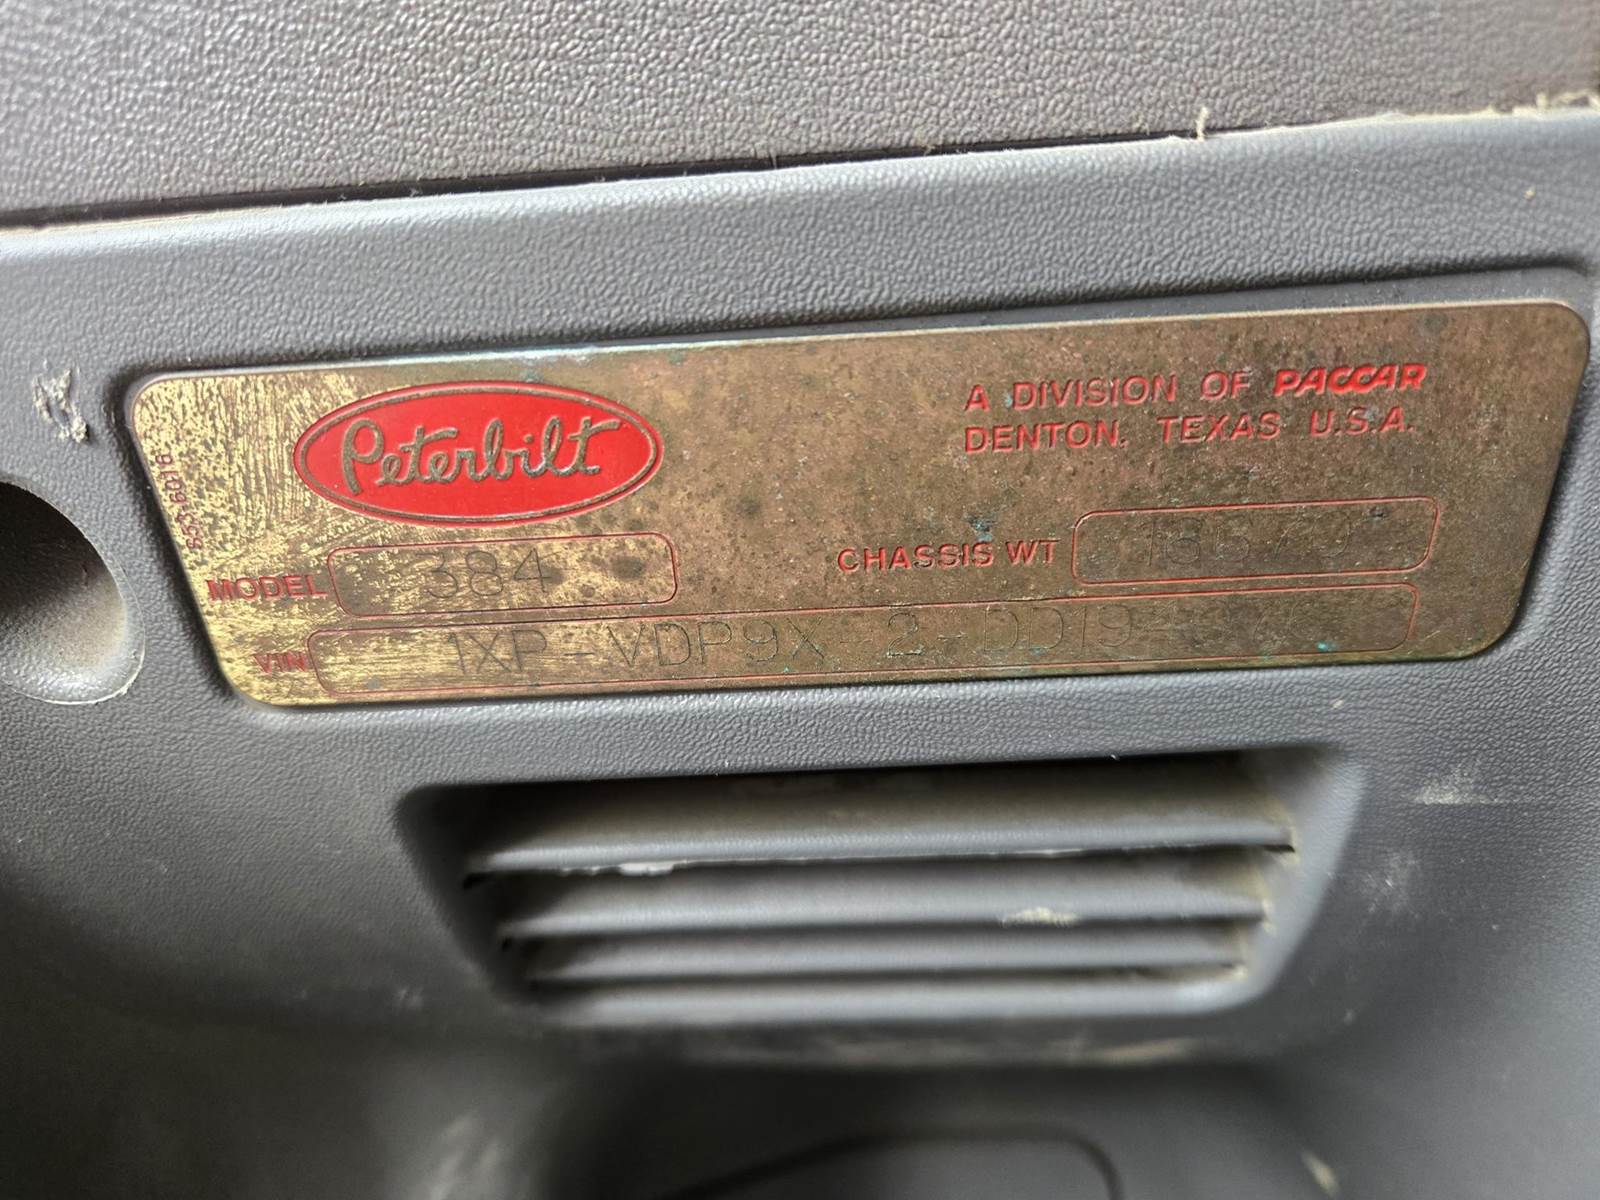 Peterbilt
A DIVISION OF PACCAR
DENTON, TEXAS U.S.A.
MODEL 384
CHASSIS WT
VIN 1XP-VDP9X-2-DD19